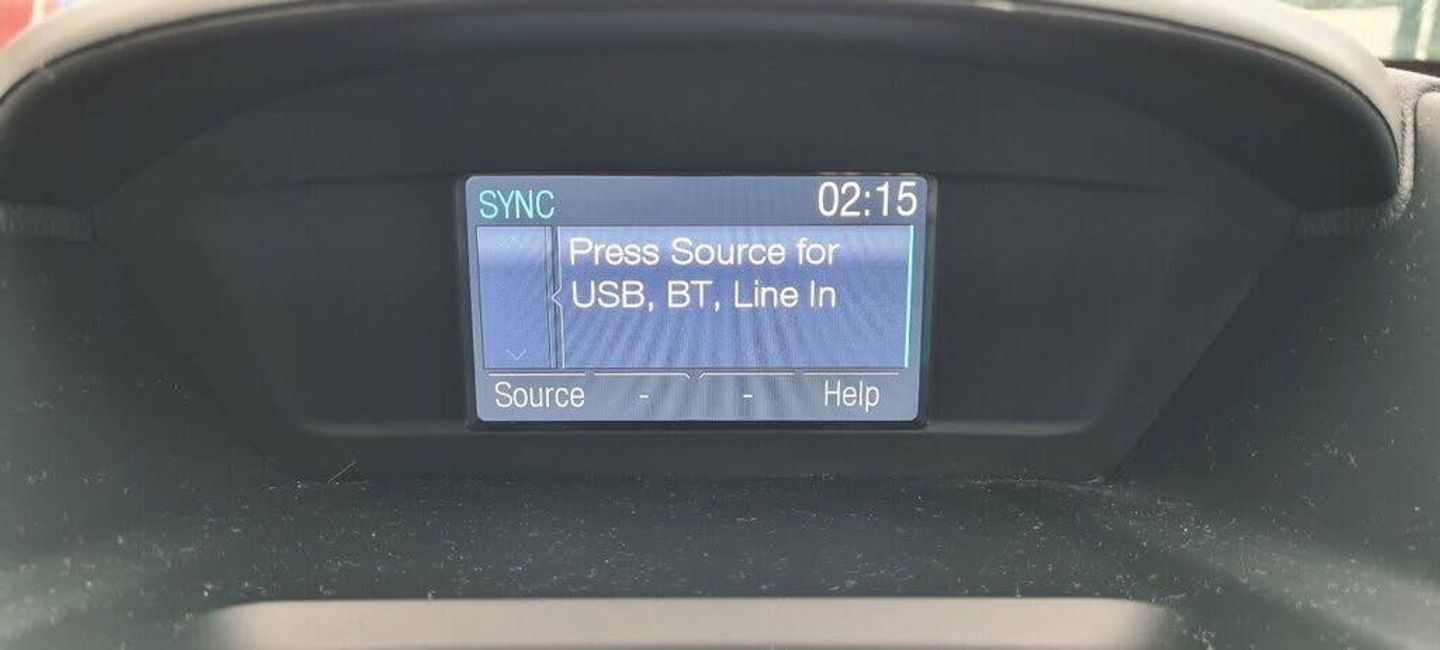 SYNC 02:15
Press Source for
USB, BT, Line In
Source - - Help